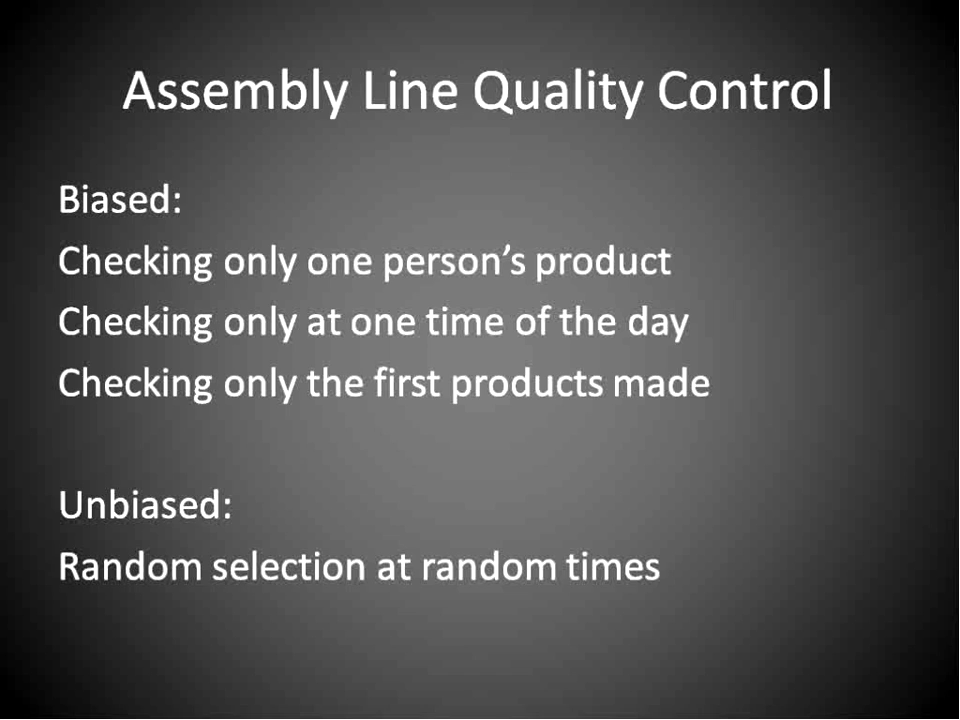 Assembly Line Quality Control
Biased:
Checking only one person’s product
Checking only at one time of the day
Checking only the first products made
Unbiased:
Random selection at random times